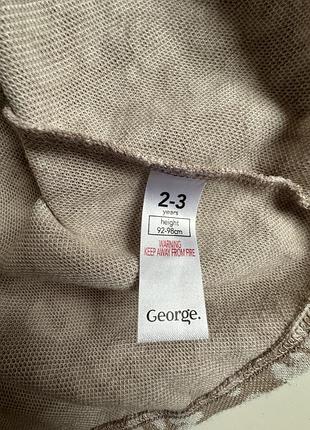 2-3
years
height
92-98cm
WARNING
KEEP AWAY FROM FIRE
George.